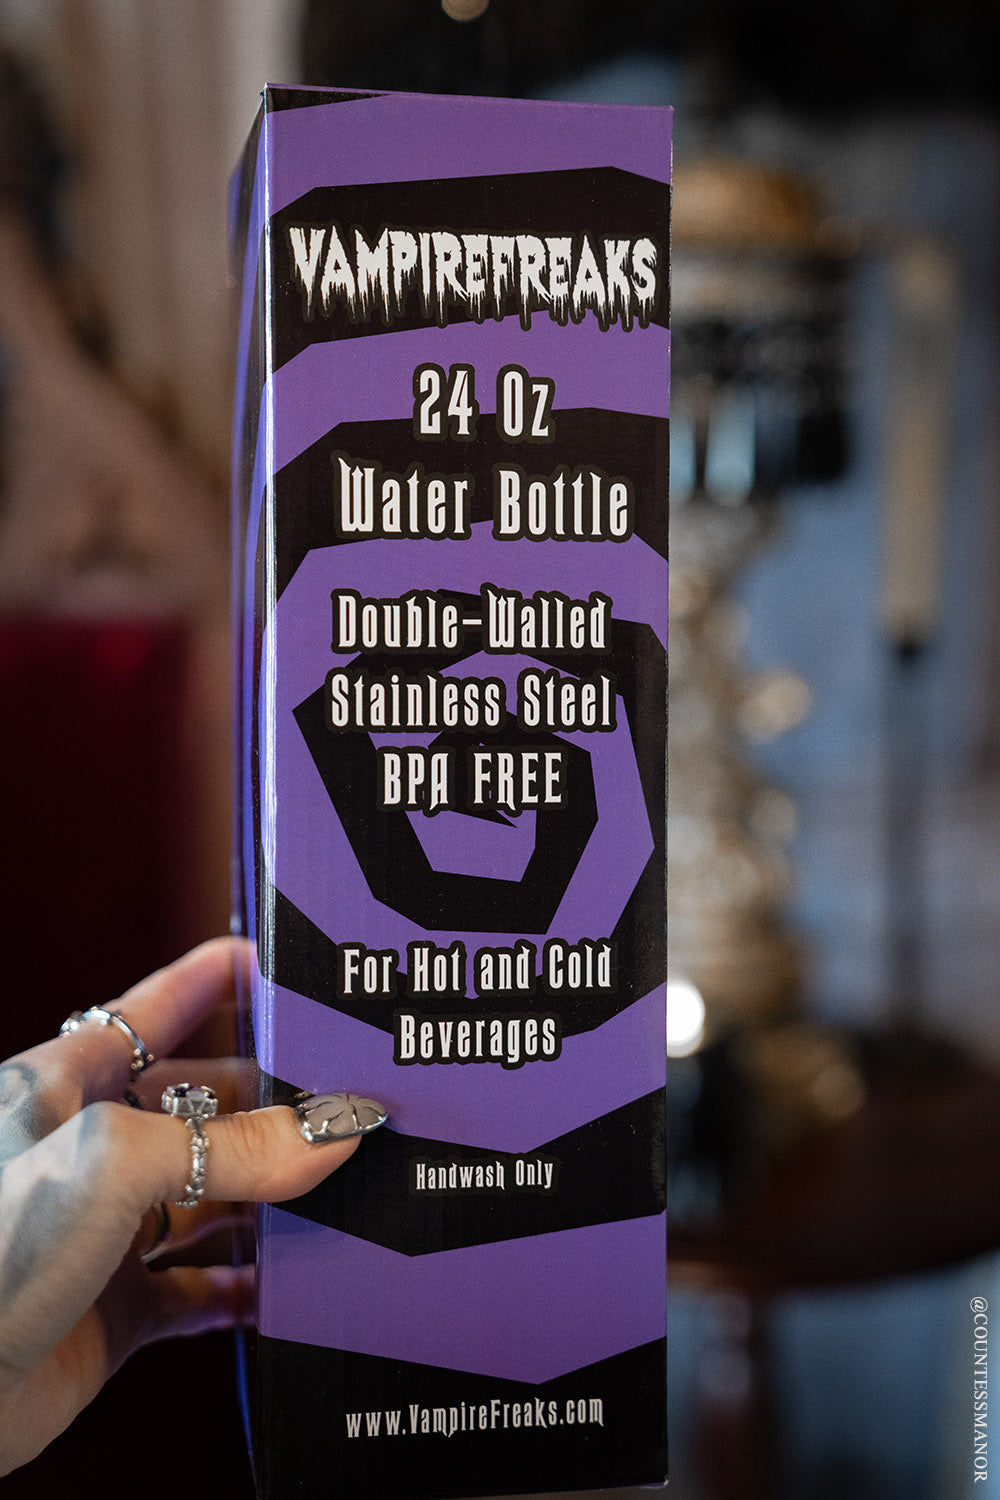 VAMPIREFREAKS
24 Oz
Water Bottle
Double-Walled
Stainless Steel
BPA FREE
For Hot and Cold
Beverages
Handwash Only
www.VampireFreaks.com
@COUNTESSMANOR